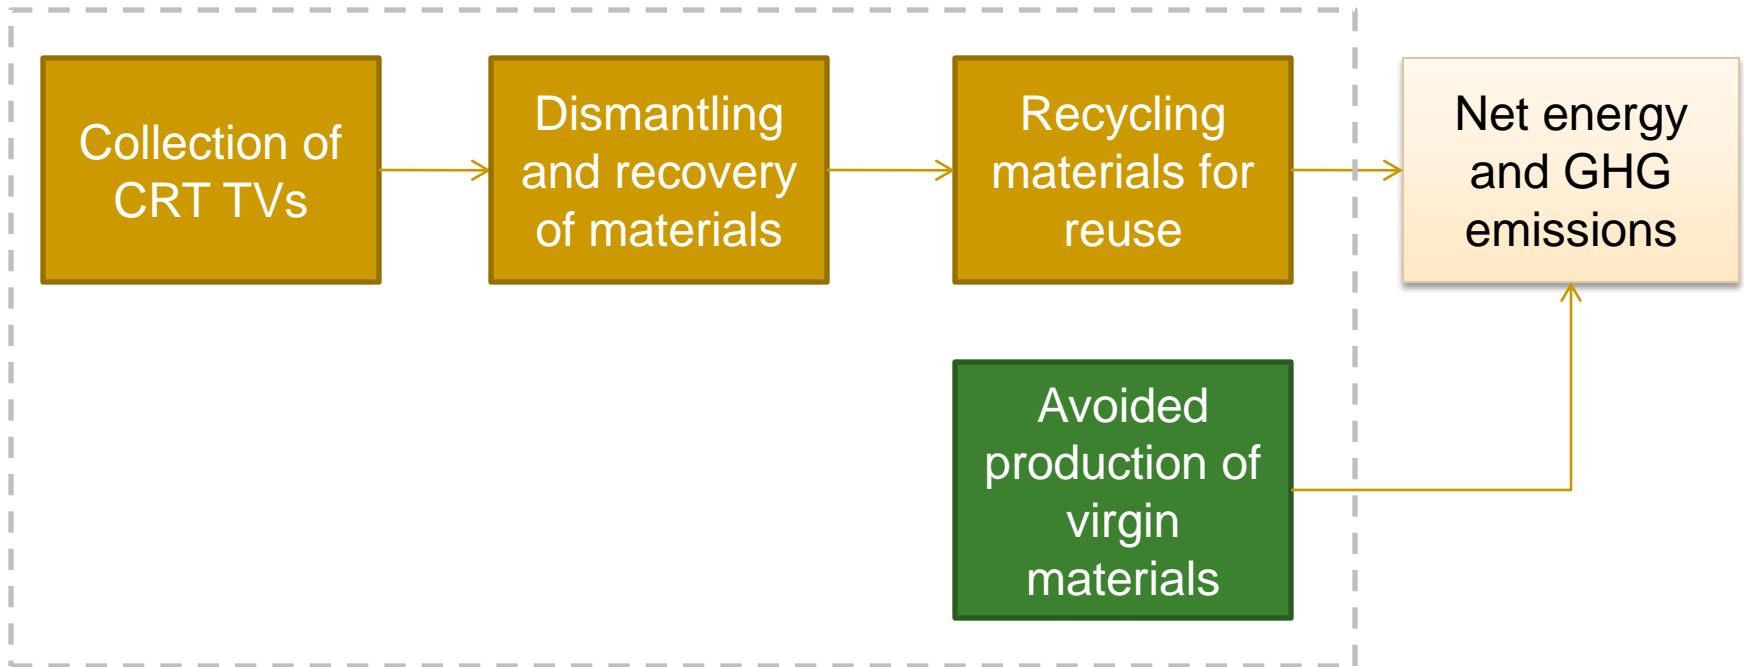 Collection of
CRT TVs
Dismantling
and recovery
of materials
Recycling
materials for
reuse
Net energy
and GHG
emissions
Avoided
production of
virgin
materials